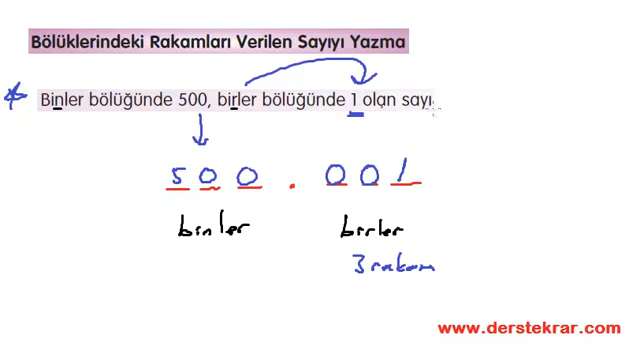 Bölüklerindeki Rakamları Verilen Sayıyı Yazma
Binler bölüğünde 500, birler bölüğünde 1 olan sayı
500 . 001
binler birler
3 rakam
www.derstekrar.com